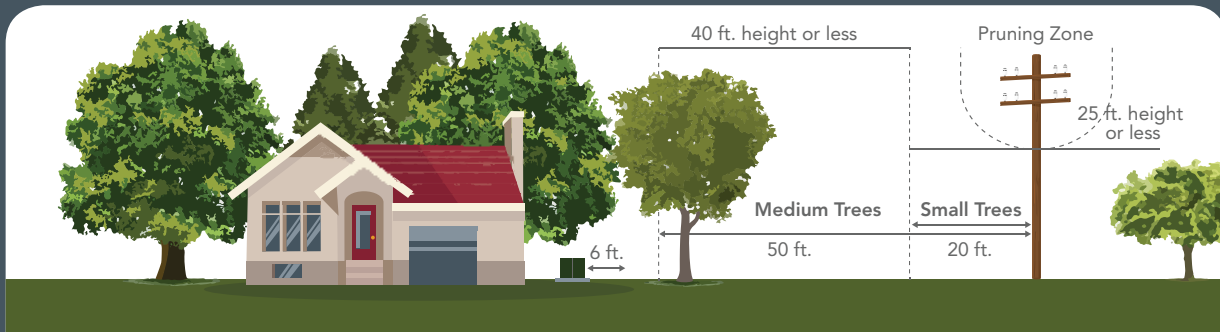 40 ft. height or less
Pruning Zone
25 ft. height
or less
Medium Trees
Small Trees
6 ft.
50 ft.
20 ft.